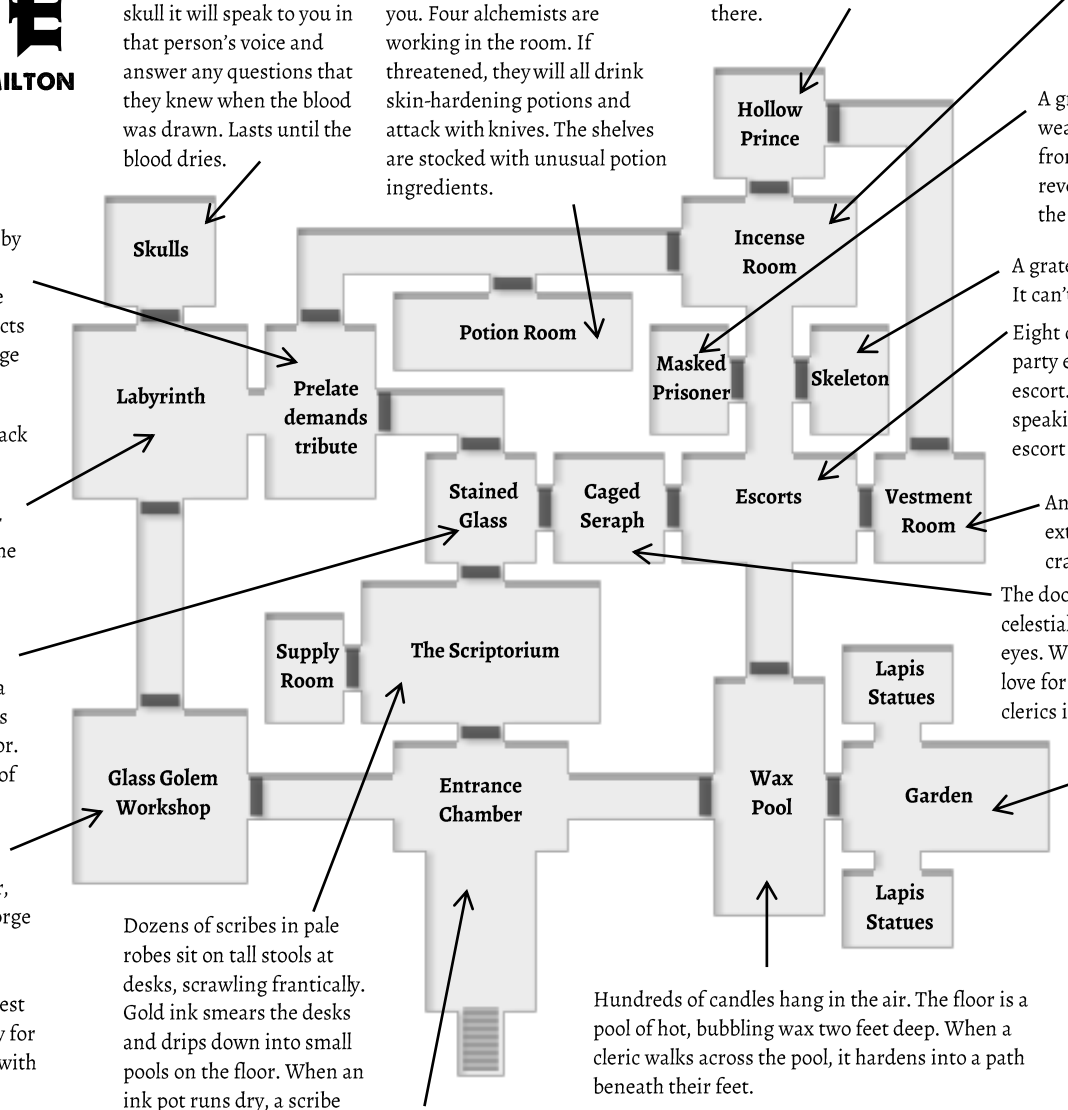 MILTON
skull it will speak to you in
that person's voice and
answer any questions that
they knew when the blood
was drawn. Lasts until the
blood dries.
you. Four alchemists are
working in the room. If
threatened, they will all drink
skin-hardening potions and
attack with knives. The shelves
are stocked with unusual potion
ingredients.
there.
Hollow
Prince
Skulls
Incense
Room
Potion Room
Masked
Prisoner
Skeleton
Labyrinth
Prelate
demands
tribute
Stained
Glass
Caged
Seraph
Escorts
Vestment
Room
Supply
Room
The Scriptorium
Lapis
Statues
Glass Golem
Workshop
Entrance
Chamber
Wax
Pool
Garden
Lapis
Statues
by
e
cts
ge
ack
ne
a
s
or.
of
r,
orge
est
y for
with
A gr
wea
from
reve
the
A grate
It can't
Eight c
party e
escort.
speaki
escort
An
ext
cra
The doc
celestial
eyes. W
love for
clerics i
Dozens of scribes in pale
robes sit on tall stools at
desks, scrawling frantically.
Gold ink smears the desks
and drips down into small
pools on the floor. When an
ink pot runs dry, a scribe
Hundreds of candles hang in the air. The floor is a
pool of hot, bubbling wax two feet deep. When a
cleric walks across the pool, it hardens into a path
beneath their feet.